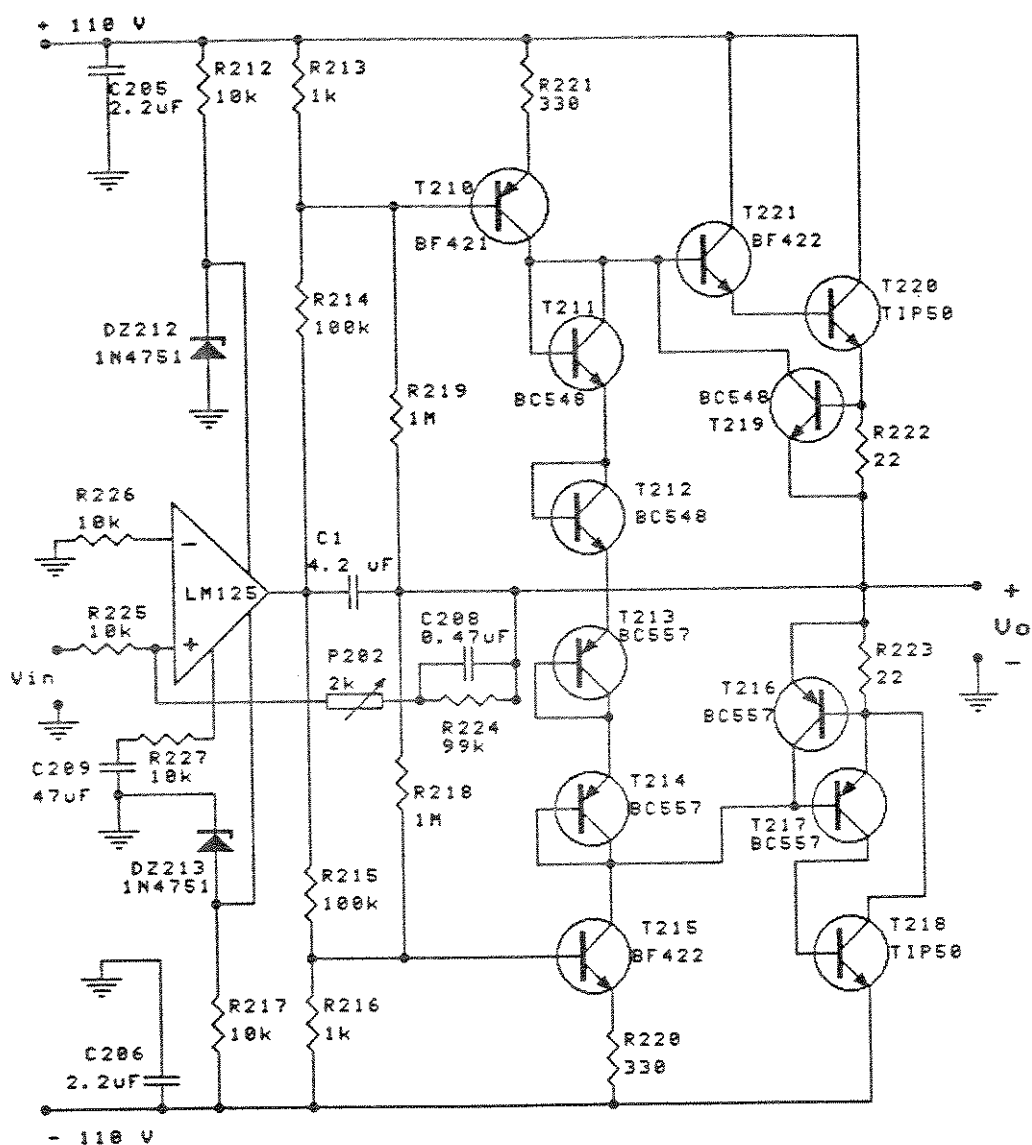 + 110 V
C205
2.2uF
R212
10k
R213
1k
R221
330
T210
BF421
T221
BF422
T220
TIP50
R214
100k
T211
BC548
DZ212
1N4751
R219
1M
BC548
T219
R222
22
R226
10k
T212
BC548
C1
4.2 uF
-
LM125
+
R225
10k
Vin
C208
0.47uF
T213
BC557
+
Vo
-
P202
2k
R224
99k
T216
BC557
R223
22
C209
47uF
R227
10k
R218
1M
T214
BC557
T217
BC557
DZ213
1N4751
R215
100k
T215
BF422
T218
TIP50
R217
10k
R216
1k
R220
330
C206
2.2uF
- 110 V